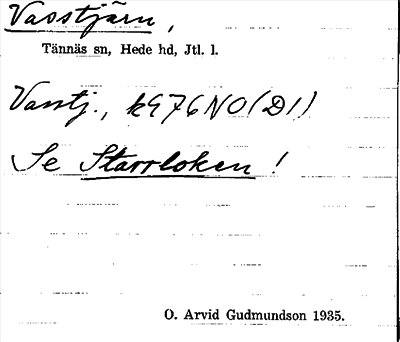 Vasstjärn,
Tännäs sn, Hede hd, Jtl. l.
Vasstj., k976NO(D1)
Se Starrloken!
O. Arvid Gudmundson 1935.